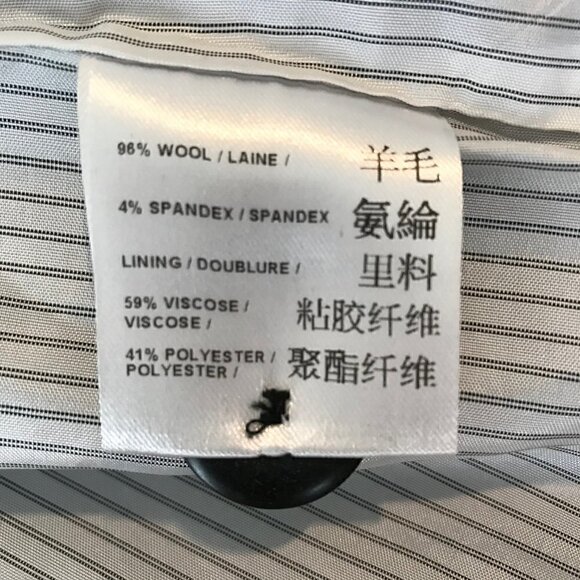 96% WOOL / LAINE / 羊毛
4% SPANDEX / SPANDEX 氨綸
LINING / DOUBLURE / 里料
59% VISCOSE /
VISCOSE / 粘胶纤维
41% POLYESTER /
POLYESTER / 聚酯纤维